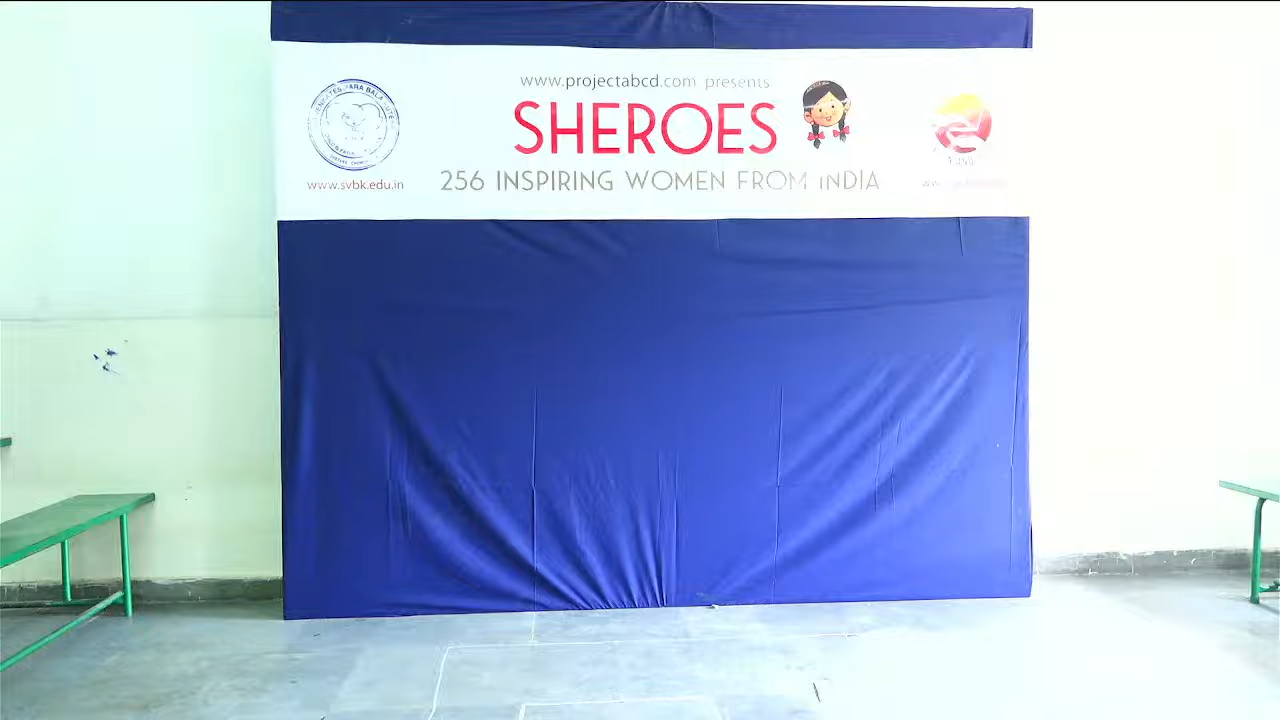 www.projectabcd.com presents
SHEROES
256 INSPIRING WOMEN FROM INDIA
www.svbk.edu.in